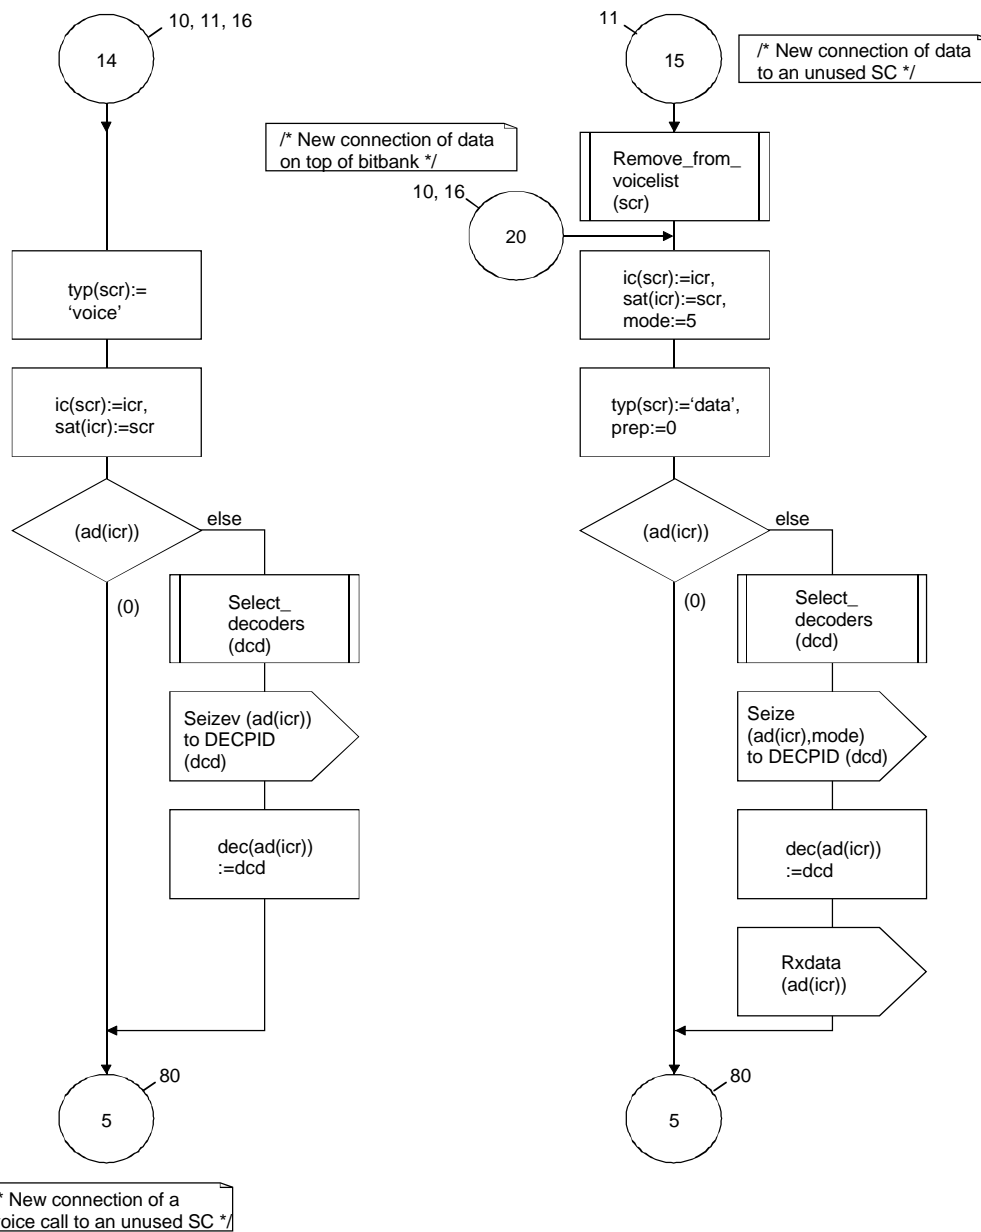 10, 11, 16
14
typ(scr):=
‘voice’
ic(scr):=icr,
sat(icr):=scr
(ad(icr))
else
(0)
Select_
decoders
(dcd)
Seizev (ad(icr))
to DECPID
(dcd)
dec(ad(icr))
:=dcd
80
5
* New connection of a
voice call to an unused SC */
11
15
/* New connection of data
to an unused SC */
/* New connection of data
on top of bitbank */
Remove_from_
voicelist
(scr)
10, 16
20
ic(scr):=icr,
sat(icr):=scr,
mode:=5
typ(scr):=‘data’,
prep:=0
(ad(icr))
else
(0)
Select_
decoders
(dcd)
Seize
(ad(icr),mode)
to DECPID (dcd)
dec(ad(icr))
:=dcd
Rxdata
(ad(icr))
80
5